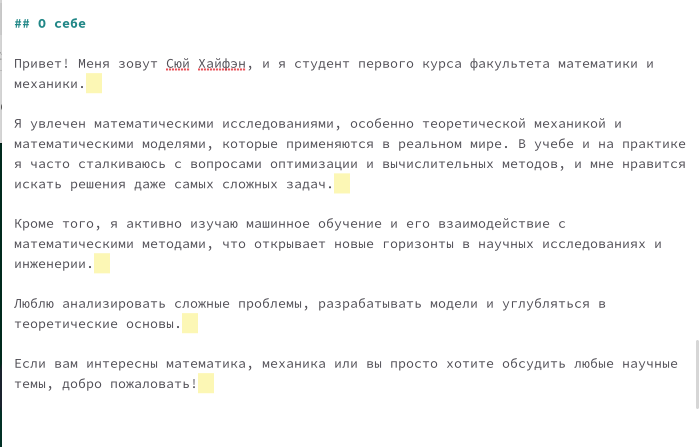 ## О себе
Привет! Меня зовут Сюй Хайфэн, и я студент первого курса факультета математики и
механики.
Я увлечен математическими исследованиями, особенно теоретической механикой и
математическими моделями, которые применяются в реальном мире. В учебе и на практике
я часто сталкиваюсь с вопросами оптимизации и вычислительных методов, и мне нравится
искать решения даже самых сложных задач.
Кроме того, я активно изучаю машинное обучение и его взаимодействие с
математическими методами, что открывает новые горизонты в научных исследованиях и
инженерии.
Люблю анализировать сложные проблемы, разрабатывать модели и углубляться в
теоретические основы.
Если вам интересны математика, механика или вы просто хотите обсудить любые научные
темы, добро пожаловать!